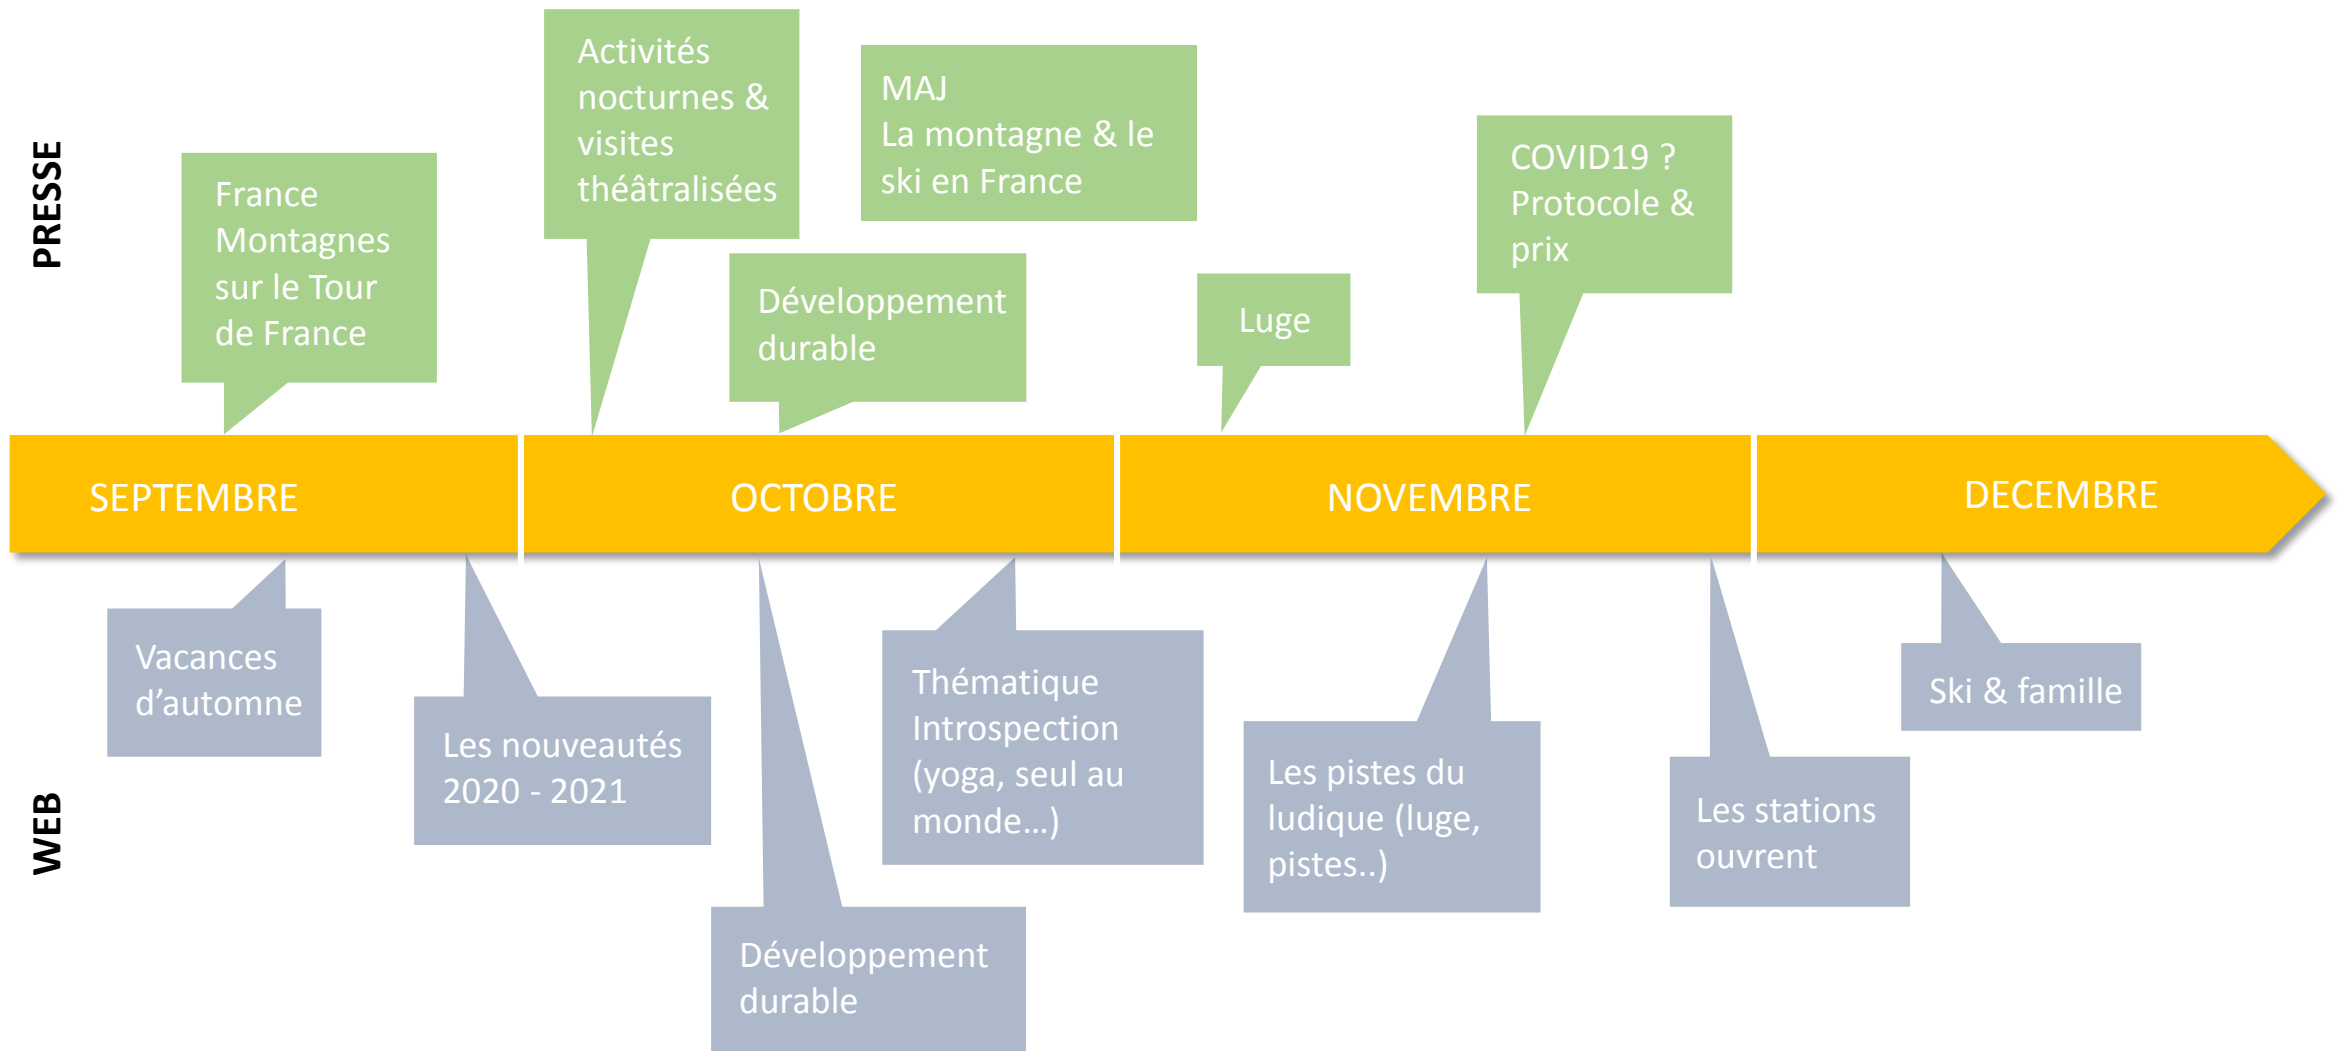 PRESSE
France
Montagnes
sur le Tour
de France
Activités
nocturnes &
visites
théâtralisées
Développement
durable
MAJ
La montagne & le
ski en France
Luge
COVID19 ?
Protocole &
prix
SEPTEMBRE
OCTOBRE
NOVEMBRE
DECEMBRE
WEB
Vacances
d’automne
Les nouveautés
2020 - 2021
Développement
durable
Thématique
Introspection
(yoga, seul au
monde…)
Les pistes du
ludique (luge,
pistes..)
Les stations
ouvrent
Ski & famille